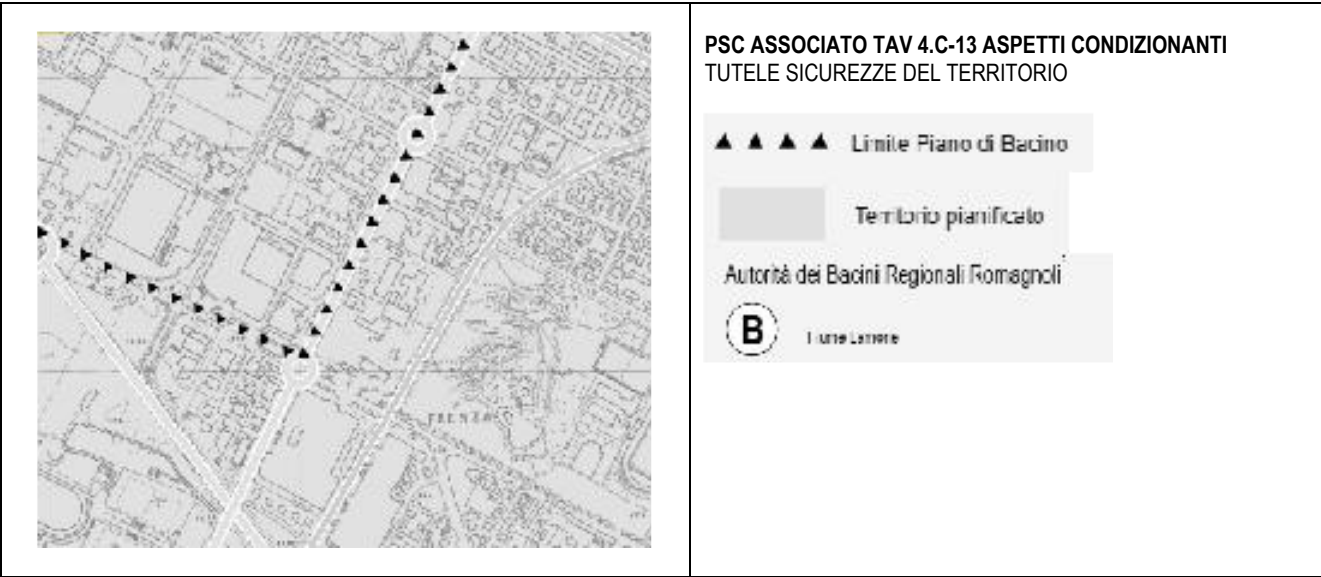 PSC ASSOCIATO TAV 4.C-13 ASPETTI CONDIZIONANTI
TUTELE SICUREZZE DEL TERRITORIO
Limite Piano di Bacino
Territorio pianificato
Autorità dei Bacini Regionali Romagnoli
B